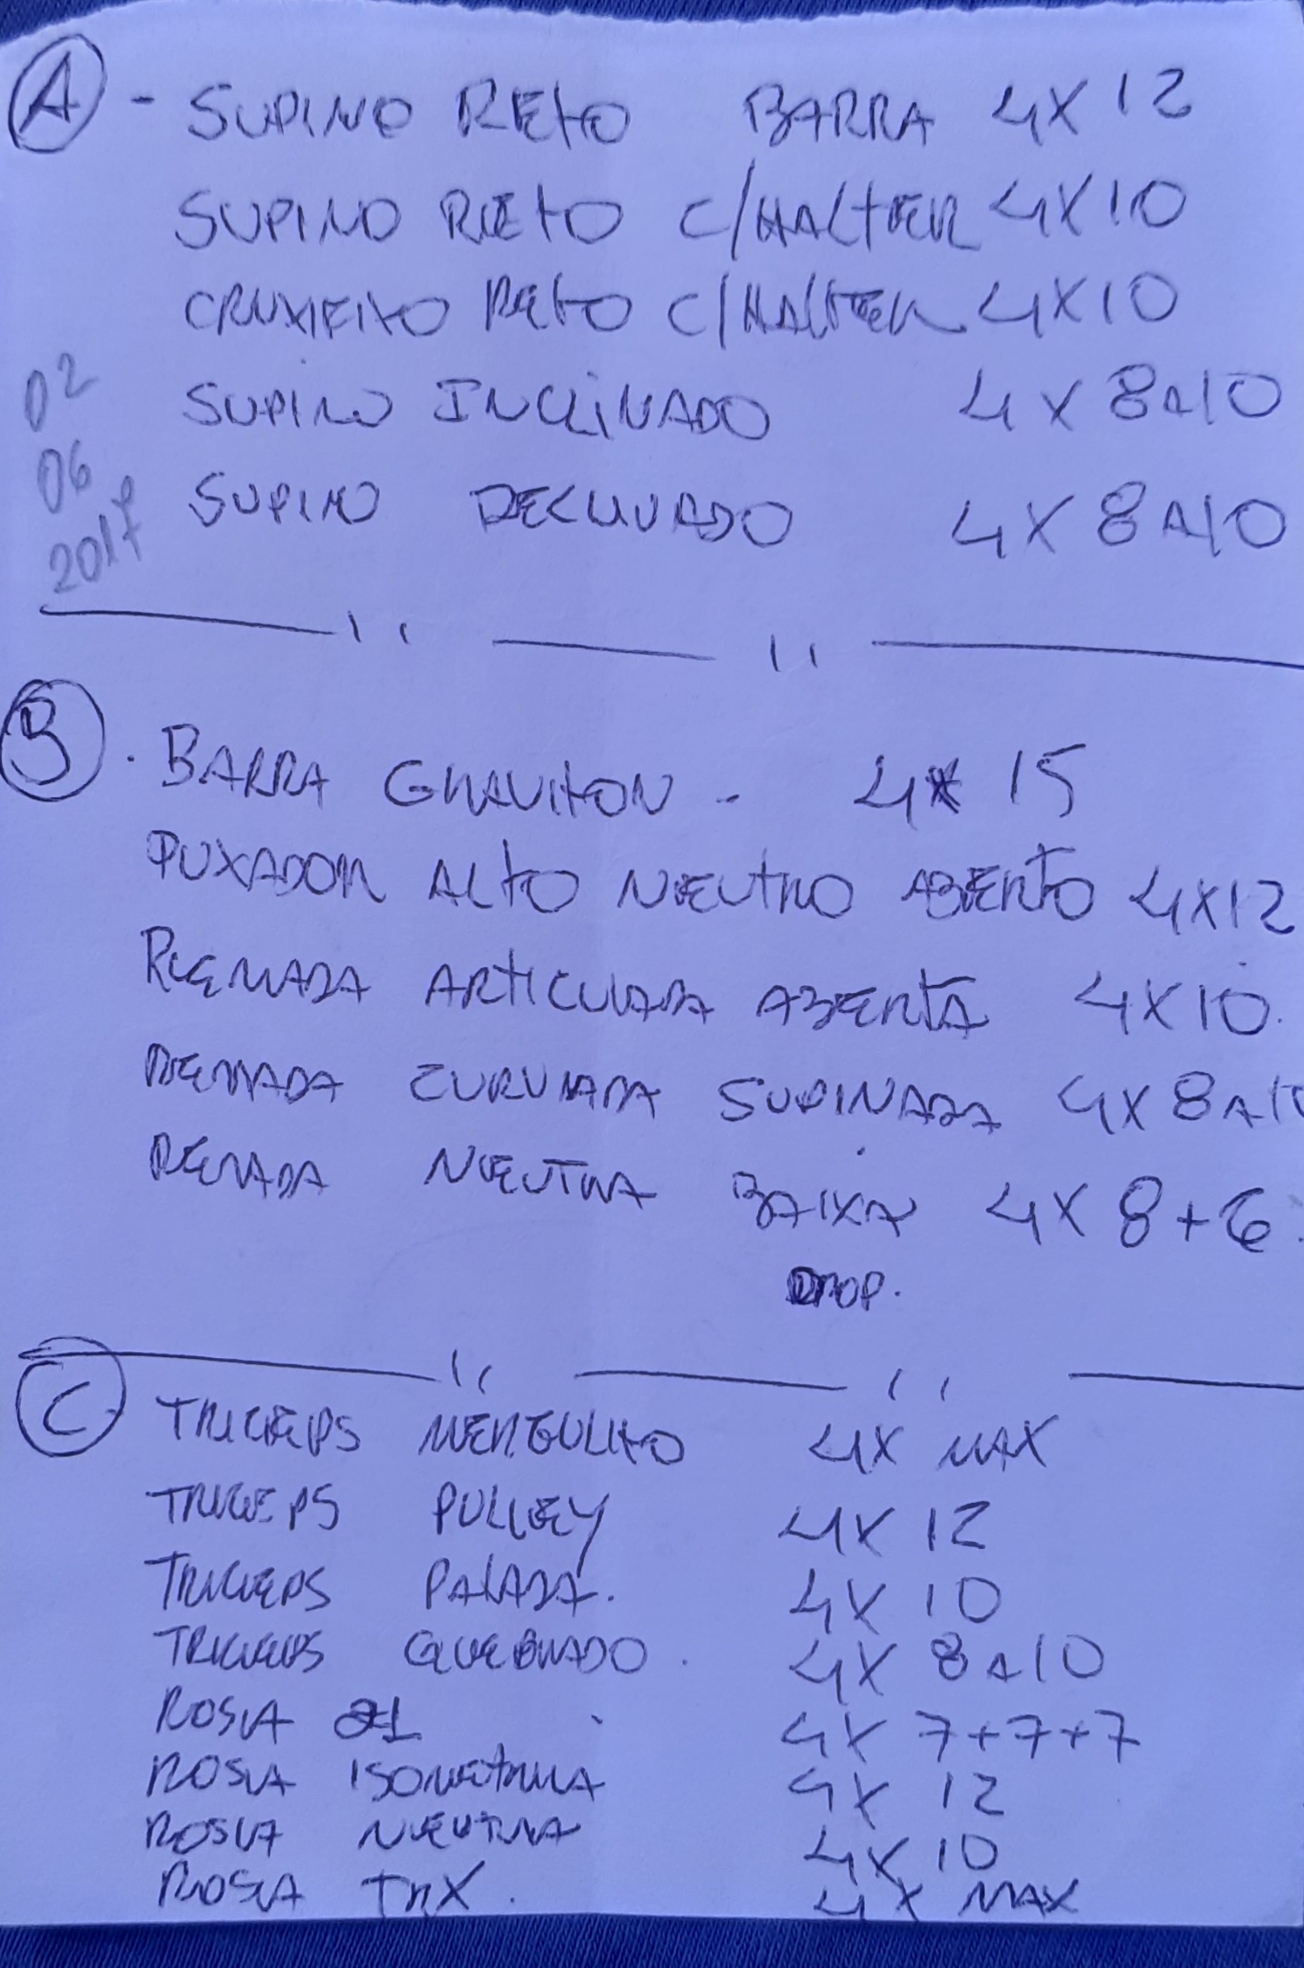 A - SUPINO RETO BARRA 4X12
SUPINO RETO C/HALTER 4X10
CRUXIFIXO RETO C/HALTER 4X10
SUPINO INCLINADO 4X8A10
SUPINO DECLIVADO 4X8A10
02
06
2017
B. BARRA GRAVITON - 4X15
PUXADOR ALTO NEUTRO ABERTO 4X12
REMADA ARTICULADA ABERTA 4X10.
REMADA CURVADA SUPINADA 4X8A10
REMADA NEUTRA BAIXA 4X8+6
DROP.
C TRICEPS MERGULHO 4X MAX
TRICEPS PULLEY 4X12
TRICEPS PATADA. 4X10
TRICEPS QUEBRADO. 4X8A10
ROSCA 21 4X7+7+7
ROSCA ISOMETRICA 4X12
ROSCA NEUTRA 4X10
ROSCA TRX. 4X MAX